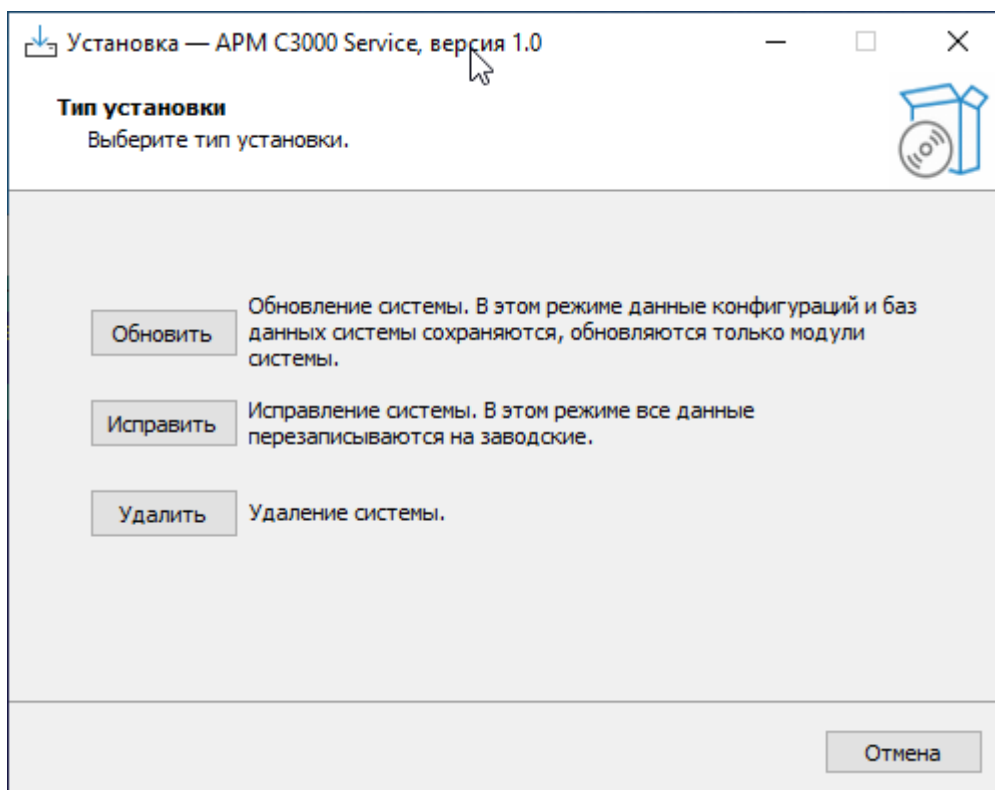 Установка — АРМ С3000 Service, версия 1.0
Тип установки
Выберите тип установки.
Обновить
Обновление системы. В этом режиме данные конфигураций и баз
данных системы сохраняются, обновляются только модули
системы.
Исправить
Исправление системы. В этом режиме все данные
перезаписываются на заводские.
Удалить
Удаление системы.
Отмена